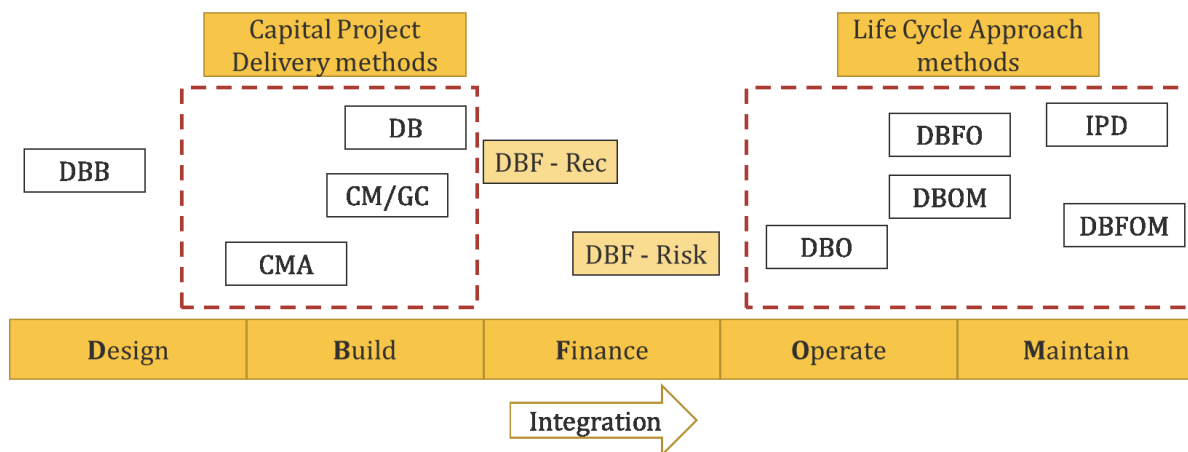 Capital Project
Delivery methods
Life Cycle Approach
methods
DB
DBFO
IPD
DBB
DBF - Rec
CM/GC
DBOM
DBFOM
CMA
DBF - Risk
DBO
Design
Build
Finance
Operate
Maintain
Integration